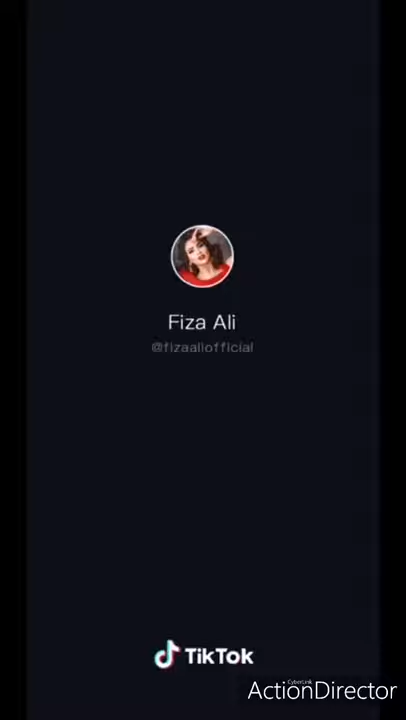 Fiza Ali
@fizaaliofficial
TikTok
CyberLink
ActionDirector